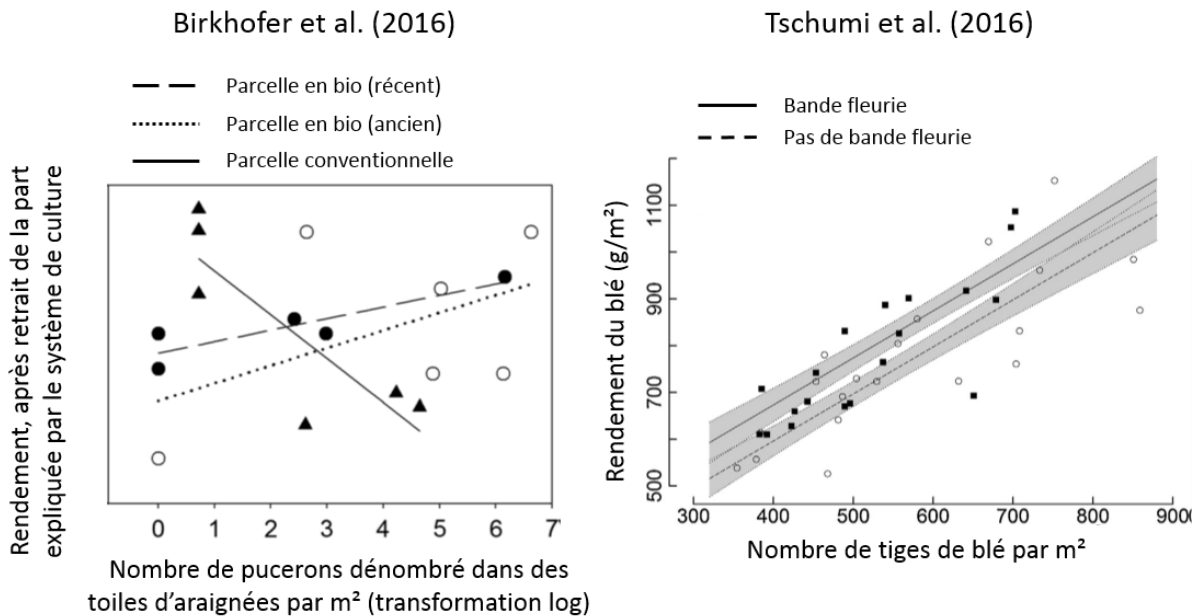 Birkhofer et al. (2016)
Parcelle en bio (récent)
Parcelle en bio (ancien)
Parcelle conventionnelle
Rendement, après retrait de la part
expliquée par le système de culture
0 1 2 3 4 5 6 7
Nombre de pucerons dénombré dans des
toiles d'araignées par m² (transformation log)
Tschumi et al. (2016)
Bande fleurie
Pas de bande fleurie
Rendement du blé (g/m²)
1100
900
700
500
300 400 500 600 700 800 900
Nombre de tiges de blé par m²